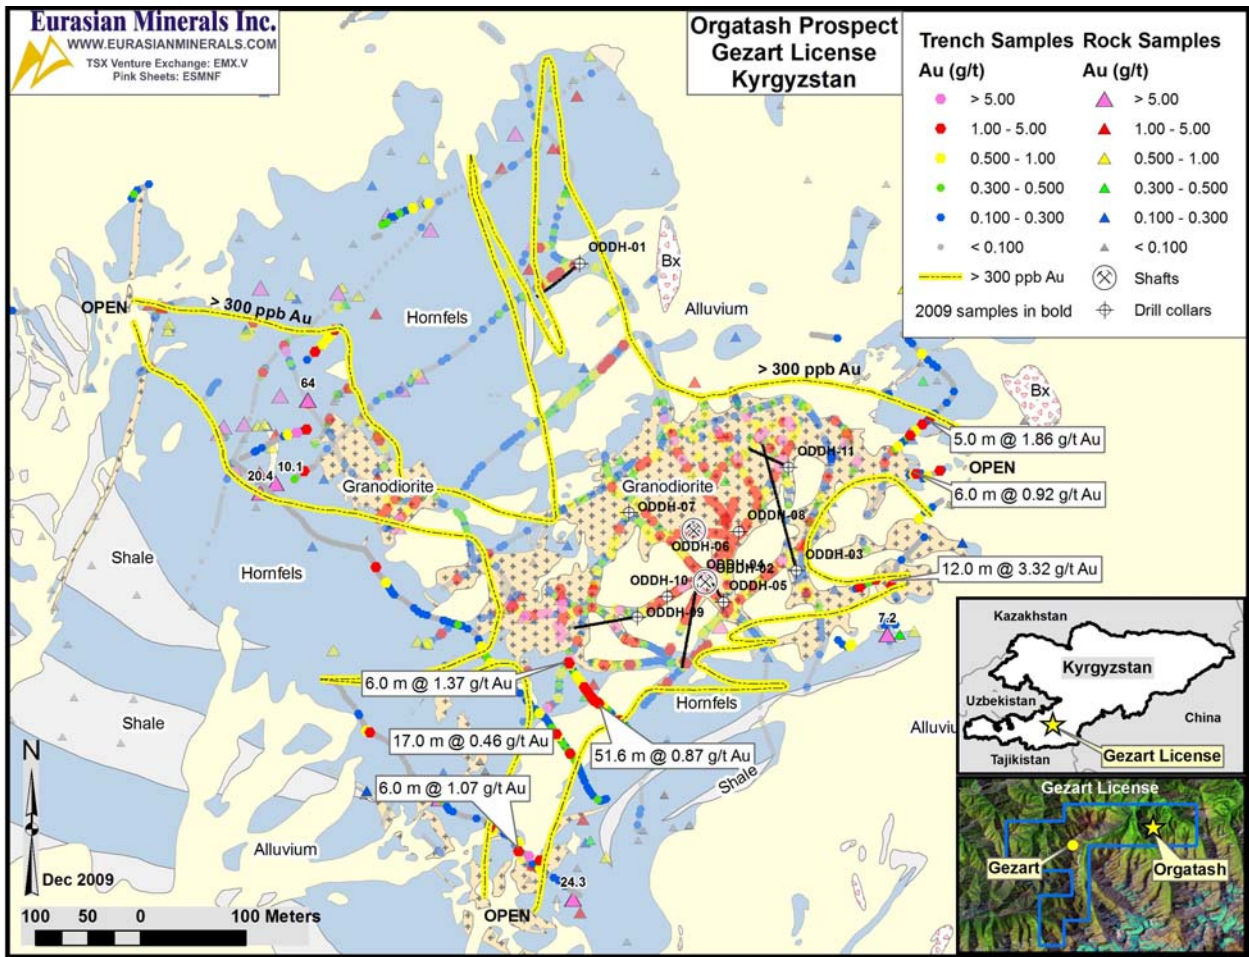 Eurasian Minerals Inc.
WWW.EURASIANMINERALS.COM
TSX Venture Exchange: EMX.V
Pink Sheets: ESMNF
Orgatash Prospect
Gezart License
Kyrgyzstan
Trench Samples
Au (g/t)
> 5.00
1.00 - 5.00
0.500 - 1.00
0.300 - 0.500
0.100 - 0.300
< 0.100
> 300 ppb Au
2009 samples in bold
Rock Samples
Au (g/t)
> 5.00
1.00 - 5.00
0.500 - 1.00
0.300 - 0.500
0.100 - 0.300
< 0.100
Shafts
Drill collars
ODDH-01
Bx
OPEN
> 300 ppb Au
Hornfels
Alluvium
> 300 ppb Au
Bx
64
5.0 m @ 1.86 g/t Au
ODDH-11
10.1
20.4
OPEN
Granodiorite
Granodiorite
6.0 m @ 0.92 g/t Au
ODDH-07
ODDH-08
ODDH-06
Shale
Hornfels
ODDH-03
ODDH-04
ODDH-02
12.0 m @ 3.32 g/t Au
ODDH-10
ODDH-05
ODDH-09
7.2
6.0 m @ 1.37 g/t Au
Hornfels
Shale
Alluviu
17.0 m @ 0.46 g/t Au
51.6 m @ 0.87 g/t Au
Shale
6.0 m @ 1.07 g/t Au
Alluvium
24.3
OPEN
N
Dec 2009
100 50 0 100 Meters
Kazakhstan
Kyrgyzstan
Uzbekistan
China
Tajikistan
Gezart License
Gezart License
Gezart
Orgatash